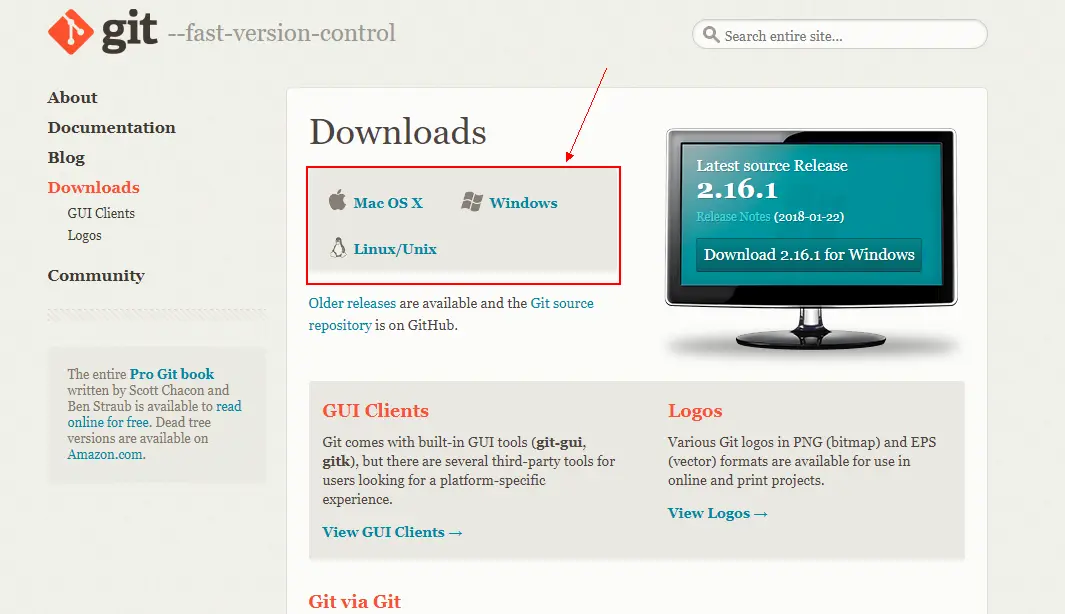 git --fast-version-control
Search entire site...
About
Documentation
Blog
Downloads
GUI Clients
Logos
Community
The entire Pro Git book
written by Scott Chacon and
Ben Straub is available to read
online for free. Dead tree
versions are available on
Amazon.com.
Downloads
Mac OS X
Windows
Linux/Unix
Older releases are available and the Git source
repository is on GitHub.
Latest source Release
2.16.1
Release Notes (2018-01-22)
Download 2.16.1 for Windows
GUI Clients
Git comes with built-in GUI tools (git-gui,
gitk), but there are several third-party tools for
users looking for a platform-specific
experience.
View GUI Clients →
Logos
Various Git logos in PNG (bitmap) and EPS
(vector) formats are available for use in
online and print projects.
View Logos →
Git via Git